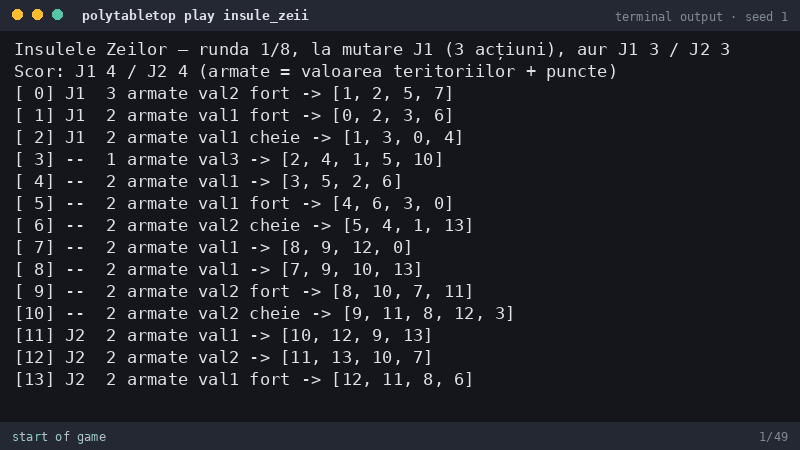 polytabletop play insule_zeii
terminal output · seed 1
Insulele Zeilor — runda 1/8, la mutare J1 (3 acțiuni), aur J1 3 / J2 3
Scor: J1 4 / J2 4 (armate = valoarea teritoriilor + puncte)
[ 0] J1  3 armate val2 fort -> [1, 2, 5, 7]
[ 1] J1  2 armate val1 fort -> [0, 2, 3, 6]
[ 2] J1  2 armate val1 cheie -> [1, 3, 0, 4]
[ 3] --  1 armate val3 -> [2, 4, 1, 5, 10]
[ 4] --  2 armate val1 -> [3, 5, 2, 6]
[ 5] --  2 armate val1 fort -> [4, 6, 3, 0]
[ 6] --  2 armate val2 cheie -> [5, 4, 1, 13]
[ 7] --  2 armate val1 -> [8, 9, 12, 0]
[ 8] --  2 armate val1 -> [7, 9, 10, 13]
[ 9] --  2 armate val2 fort -> [8, 10, 7, 11]
[10] --  2 armate val2 cheie -> [9, 11, 8, 12, 3]
[11] J2  2 armate val1 -> [10, 12, 9, 13]
[12] J2  2 armate val2 -> [11, 13, 10, 7]
[13] J2  2 armate val1 fort -> [12, 11, 8, 6]
start of game
1/49